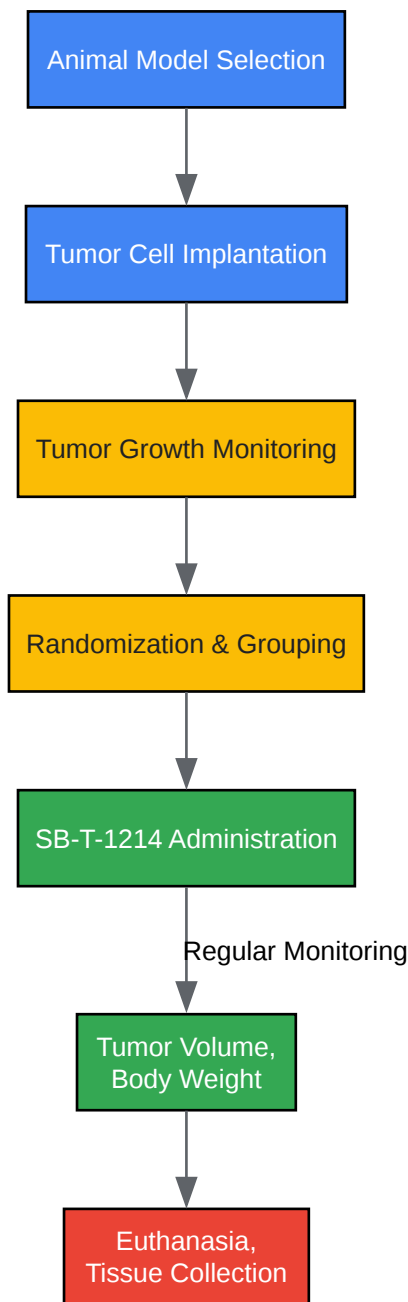 Animal Model Selection
Tumor Cell Implantation
Tumor Growth Monitoring
Randomization & Grouping
SB-T-1214 Administration
Regular Monitoring
Tumor Volume,
Body Weight
Euthanasia,
Tissue Collection